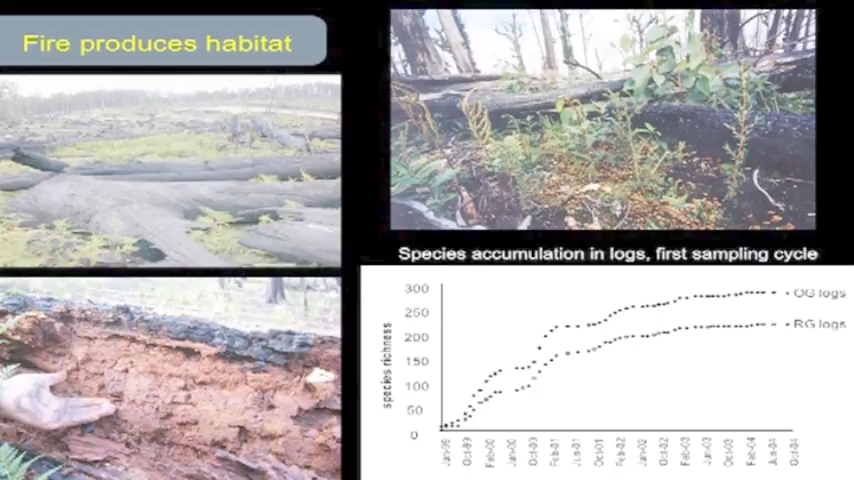 Fire produces habitat
Species accumulation in logs, first sampling cycle
species richness
300
250
200
150
100
50
0
OG logs
RG logs
Jun-99
Oct-99
Feb-00
Jun-00
Oct-00
Feb-01
Jun-01
Oct-01
Feb-02
Jun-02
Oct-02
Feb-03
Jun-03
Oct-03
Feb-04
Jun-04
Oct-04